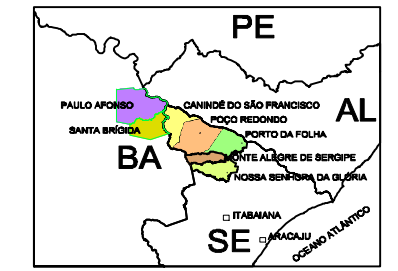 PE
PAULO AFONSO
CANINDÉ DO SÃO FRANCISCO
AL
POÇO REDONDO
SANTA BRÍGIDA
PORTO DA FOLHA
BA
MONTE ALEGRE DE SERGIPE
NOSSA SENHORA DA GLÓRIA
ITABAIANA
SE
ARACAJU
OCEANO ATLÂNTICO